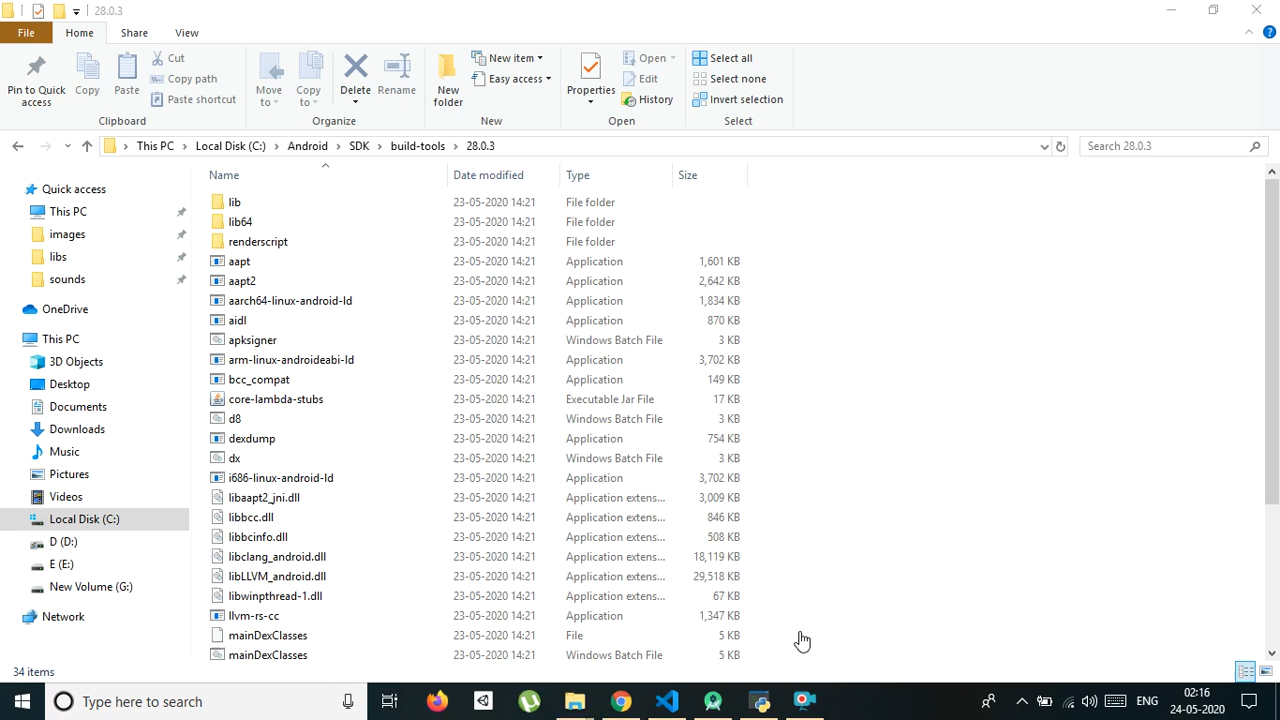 28.0.3
File Home Share View
Pin to Quick access
Copy
Paste
Cut
Copy path
Paste shortcut
Clipboard
Move to
Copy to
Delete
Rename
Organize
New folder
New item
Easy access
New
Properties
Open
Edit
History
Open
Select all
Select none
Invert selection
Select
This PC > Local Disk (C:) > Android > SDK > build-tools > 28.0.3
Search 28.0.3
Quick access
This PC
images
libs
sounds
OneDrive
This PC
3D Objects
Desktop
Documents
Downloads
Music
Pictures
Videos
Local Disk (C:)
D (D:)
E (E:)
New Volume (G:)
Network
Name Date modified Type Size
lib 23-05-2020 14:21 File folder
lib64 23-05-2020 14:21 File folder
renderscript 23-05-2020 14:21 File folder
aapt 23-05-2020 14:21 Application 1,601 KB
aapt2 23-05-2020 14:21 Application 2,642 KB
aarch64-linux-android-ld 23-05-2020 14:21 Application 1,834 KB
aidl 23-05-2020 14:21 Application 870 KB
apksigner 23-05-2020 14:21 Windows Batch File 3 KB
arm-linux-androideabi-ld 23-05-2020 14:21 Application 3,702 KB
bcc_compat 23-05-2020 14:21 Application 149 KB
core-lambda-stubs 23-05-2020 14:21 Executable Jar File 17 KB
d8 23-05-2020 14:21 Windows Batch File 3 KB
dexdump 23-05-2020 14:21 Application 754 KB
dx 23-05-2020 14:21 Windows Batch File 3 KB
i686-linux-android-ld 23-05-2020 14:21 Application 3,702 KB
libaapt2_jni.dll 23-05-2020 14:21 Application extens... 3,009 KB
libbcc.dll 23-05-2020 14:21 Application extens... 846 KB
libbcinfo.dll 23-05-2020 14:21 Application extens... 508 KB
libclang_android.dll 23-05-2020 14:21 Application extens... 18,119 KB
libLLVM_android.dll 23-05-2020 14:21 Application extens... 29,518 KB
libwinpthread-1.dll 23-05-2020 14:21 Application extens... 67 KB
llvm-rs-cc 23-05-2020 14:21 Application 1,347 KB
mainDexClasses 23-05-2020 14:21 File 5 KB
mainDexClasses 23-05-2020 14:21 Windows Batch File 5 KB
34 items
Type here to search
ENG
02:16
24-05-2020